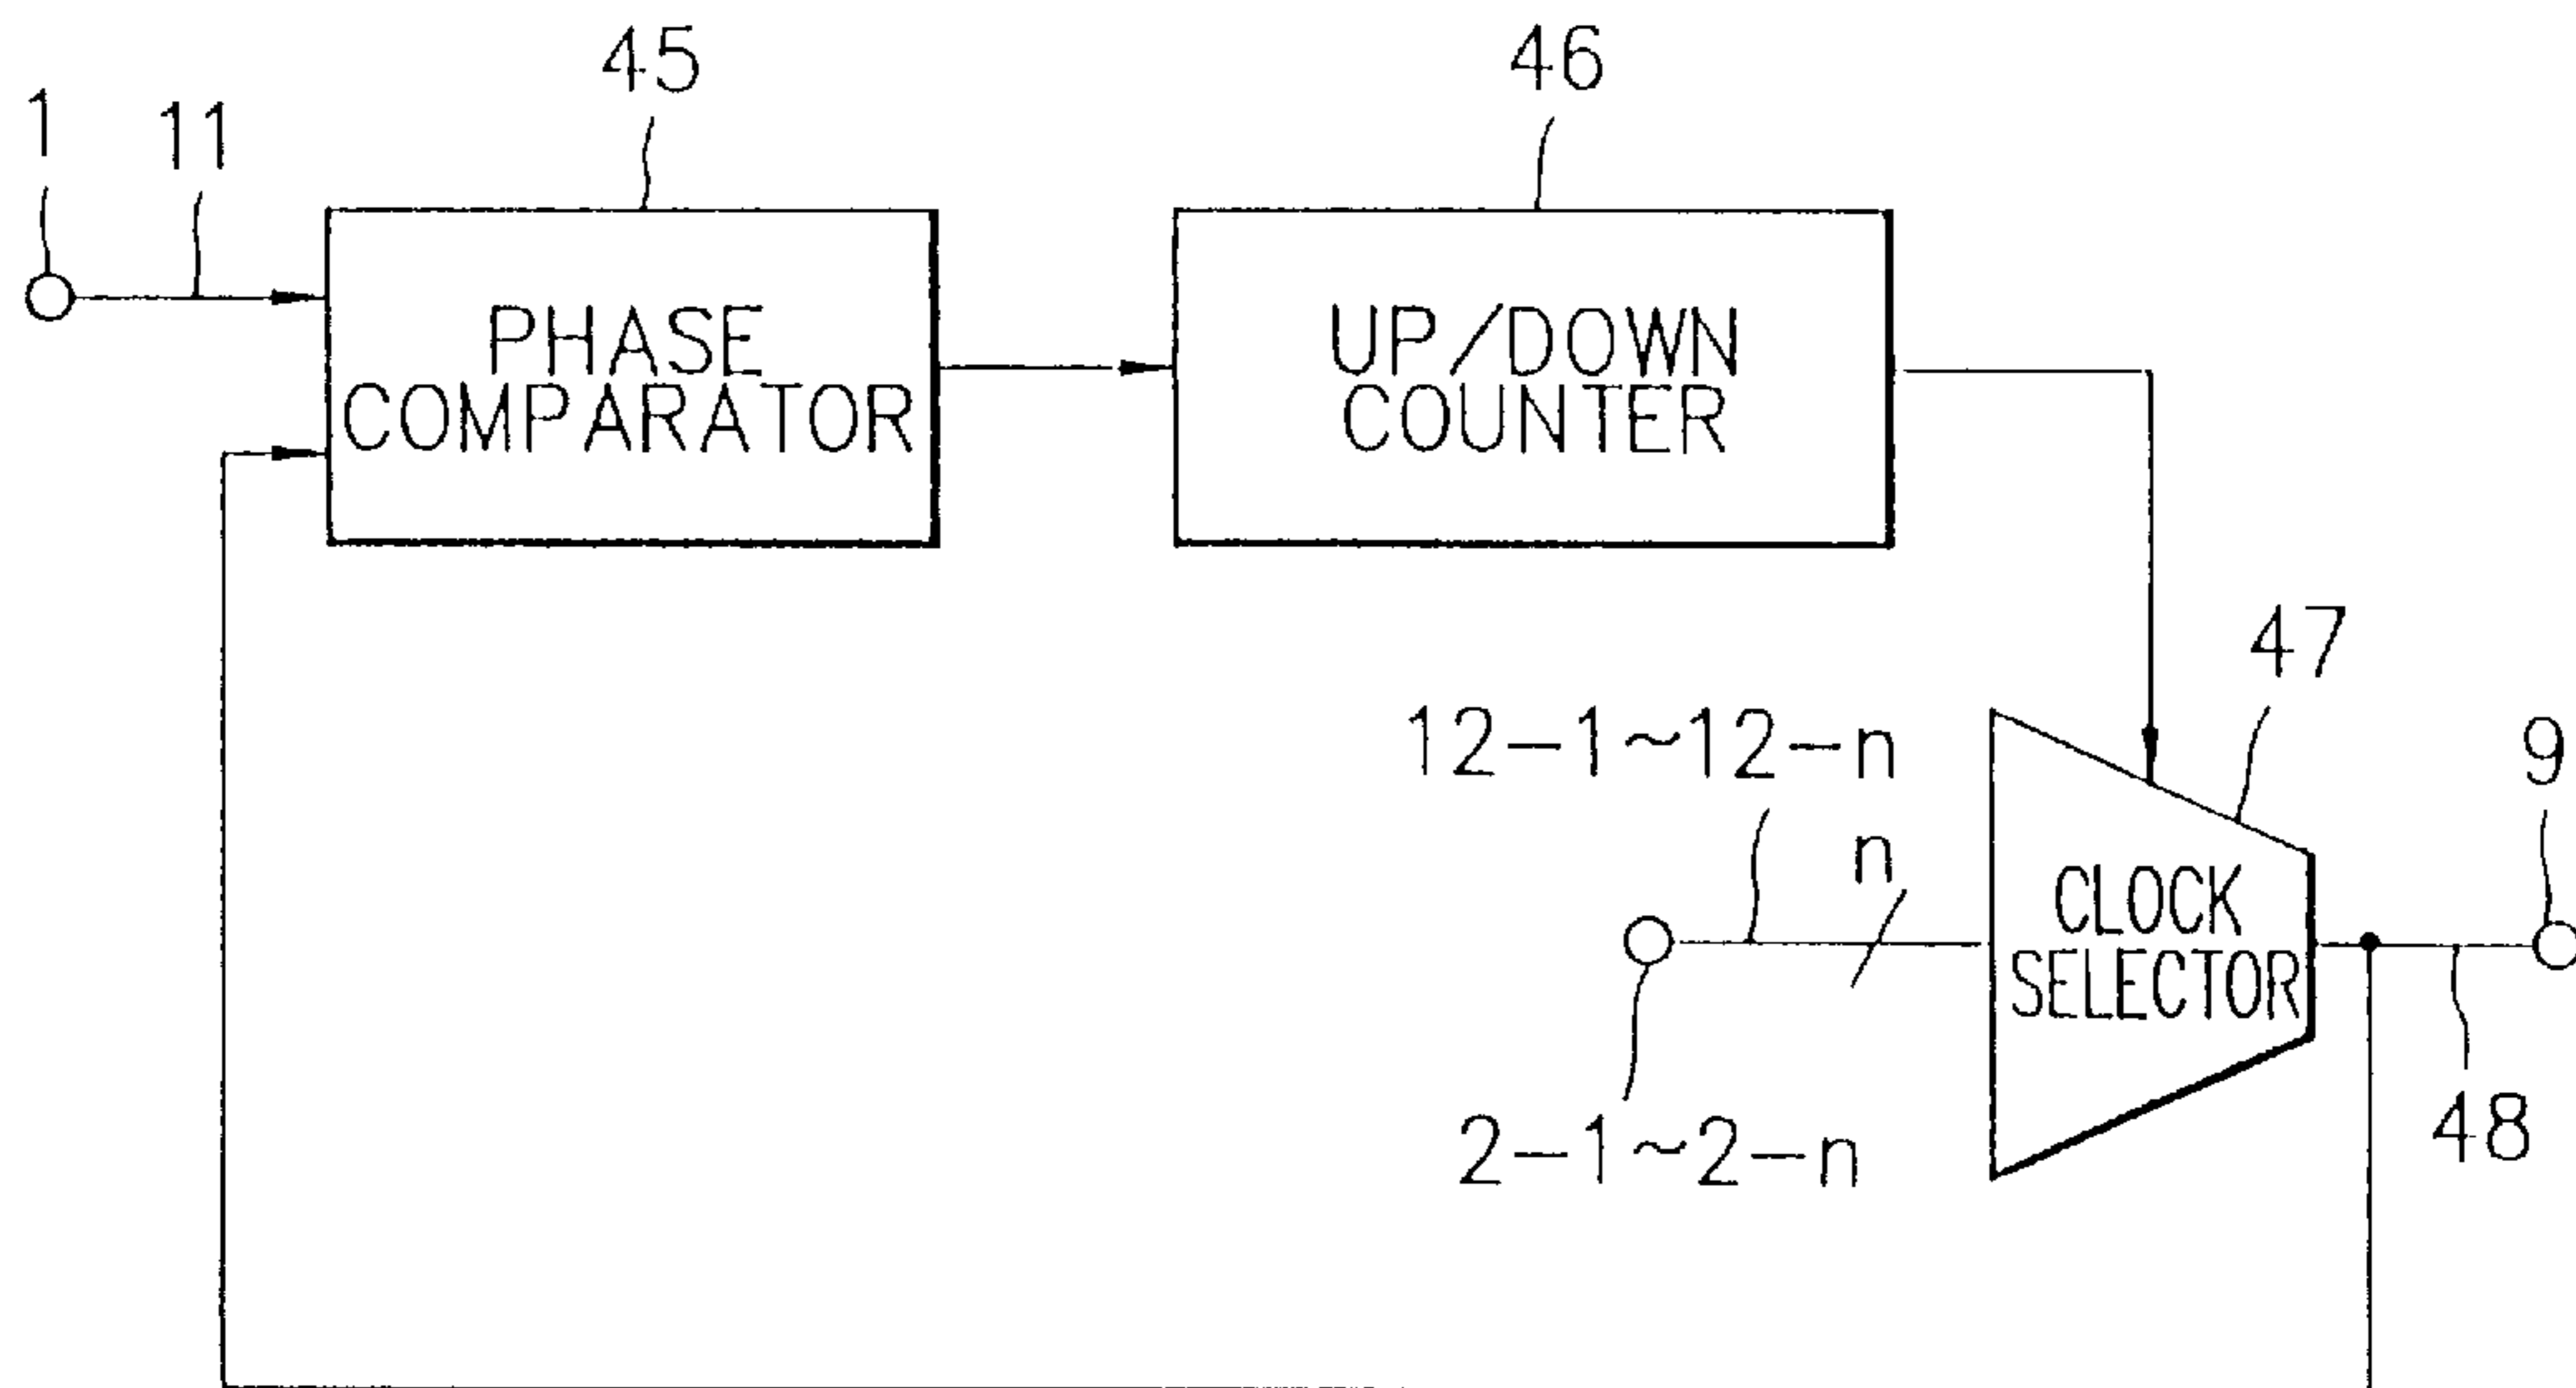 45
46
1
11
PHASE
COMPARATOR
UP/DOWN
COUNTER
47
12-1~12-n
9
n
CLOCK
SELECTOR
2-1~2-n
48